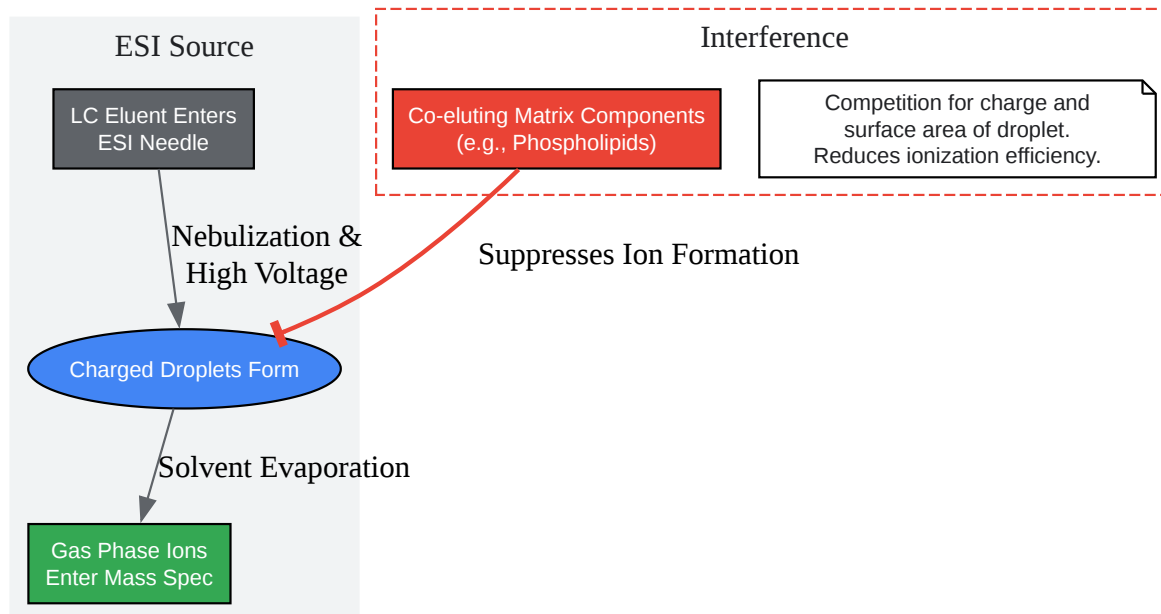 ESI Source
LC Eluent Enters
ESI Needle
Nebulization &
High Voltage
Charged Droplets Form
Solvent Evaporation
Gas Phase Ions
Enter Mass Spec
Interference
Co-eluting Matrix Components
(e.g., Phospholipids)
Competition for charge and
surface area of droplet.
Reduces ionization efficiency.
Suppresses Ion Formation